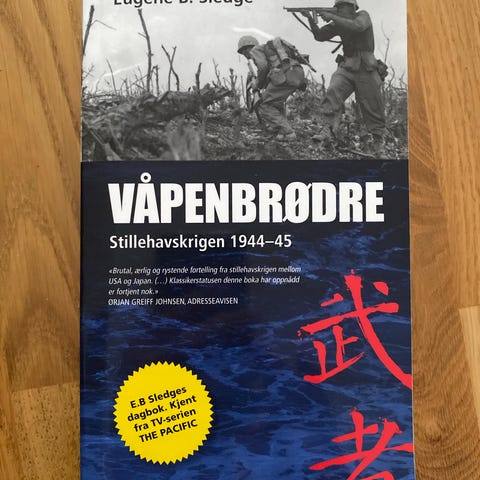 Eugene B. Sledge
VÅPENBRØDRE
Stillehavskrigen 1944–45
«Brutal, ærlig og rystende fortelling fra stillehavskrigen mellom
USA og Japan. (…) Klassikerstatusen denne boka har oppnådd
er fortjent nok.»
ØRJAN GREIFF JOHNSEN, ADRESSEAVISEN
武
者
E.B Sledges
dagbok. Kjent
fra TV-serien
THE PACIFIC